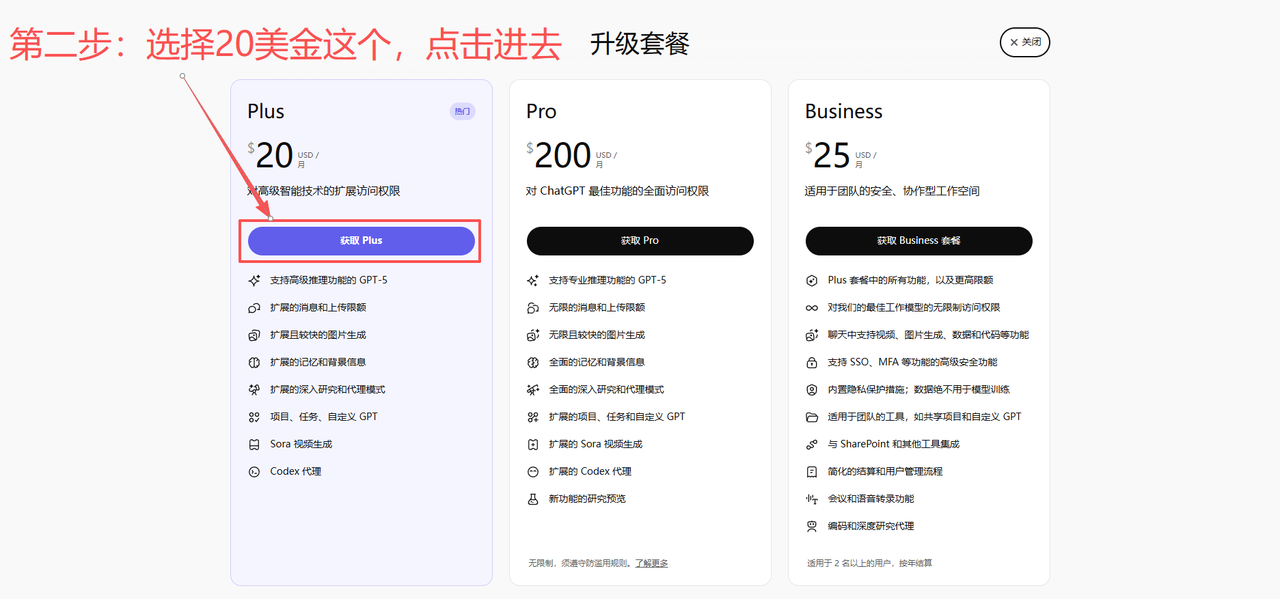 第二步：选择20美金这个，点击进去
升级套餐
× 关闭
Plus
热门
$20 USD /
月
对高级智能技术的扩展访问权限
获取 Plus
支持高级推理功能的 GPT-5
扩展的消息和上传限额
扩展且较快的图片生成
扩展的记忆和背景信息
扩展的深入研究和代理模式
项目、任务、自定义 GPT
Sora 视频生成
Codex 代理
Pro
$200 USD /
月
对 ChatGPT 最佳功能的全面访问权限
获取 Pro
支持专业推理功能的 GPT-5
无限的消息和上传限额
无限且较快的图片生成
全面的记忆和背景信息
全面的深入研究和代理模式
扩展的项目、任务和自定义 GPT
扩展的 Sora 视频生成
扩展的 Codex 代理
新功能的研究预览
无限制，须遵守防滥用规则。了解更多
Business
$25 USD /
月
适用于团队的安全、协作型工作空间
获取 Business 套餐
Plus 套餐中的所有功能，以及更高限额
对我们的最佳工作模型的无限制访问权限
聊天中支持视频、图片生成、数据和代码等功能
支持 SSO、MFA 等功能的高级安全功能
内置隐私保护措施；数据绝不用于模型训练
适用于团队的工具，如共享项目和自定义 GPT
与 SharePoint 和其他工具集成
简化的结算和用户管理流程
会议和语音转录功能
编码和深度研究代理
适用于 2 名以上的用户，按年结算